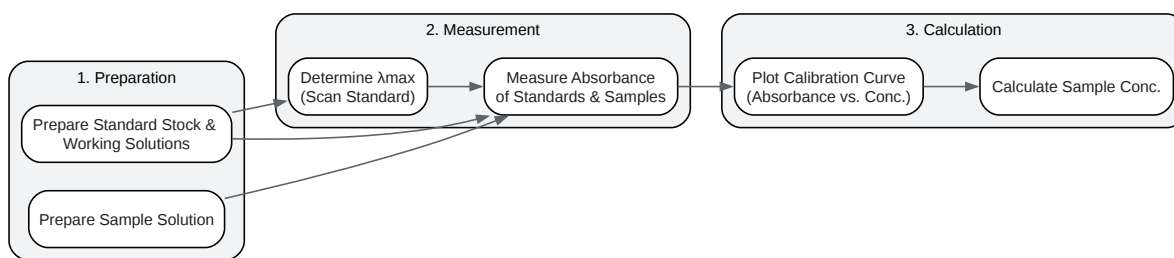 1. Preparation
Prepare Standard Stock &
Working Solutions
Prepare Sample Solution
2. Measurement
Determine λmax
(Scan Standard)
Measure Absorbance
of Standards & Samples
3. Calculation
Plot Calibration Curve
(Absorbance vs. Conc.)
Calculate Sample Conc.